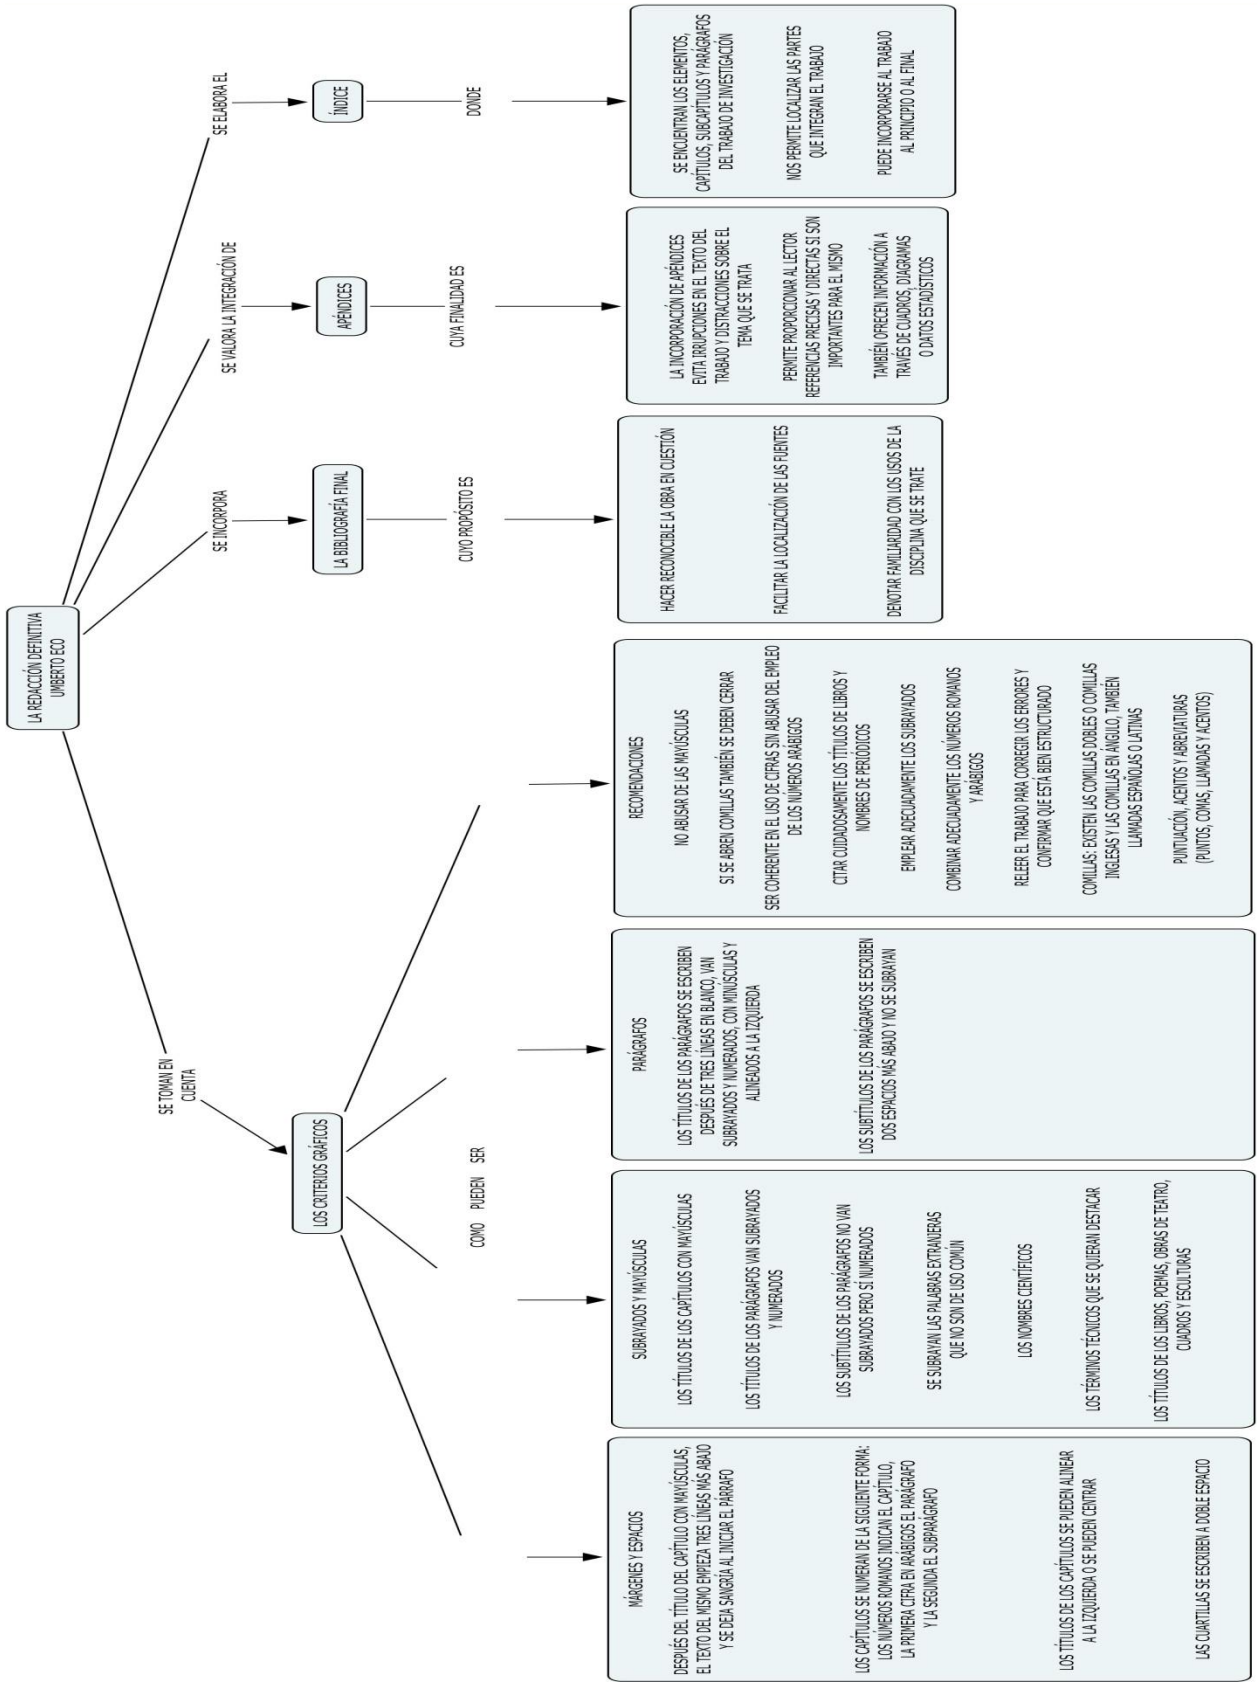 LA REDACCIÓN DEFINITIVA
UMBERTO ECO
SE TOMAN EN
CUENTA
SE INCORPORA
SE VALORA LA INTEGRACIÓN DE
SE ELABORA EL
LOS CRITERIOS GRÁFICOS
LA BIBLIOGRAFÍA FINAL
APÉNDICES
ÍNDICE
COMO PUEDEN SER
CUYO PROPÓSITO ES
CUYA FINALIDAD ES
DONDE
MÁRGENES Y ESPACIOS
DESPUÉS DEL TÍTULO DEL CAPÍTULO CON MAYÚSCULAS,
EL TEXTO DEL MISMO EMPIEZA TRES LÍNEAS MÁS ABAJO
Y SE DEJA SANGRÍA AL INICIAR EL PÁRRAFO
LOS CAPÍTULOS SE NUMERAN DE LA SIGUIENTE FORMA:
LOS NÚMEROS ROMANOS INDICAN EL CAPÍTULO,
LA PRIMERA CIFRA EN ARÁBIGOS EL PARÁGRAFO
Y LA SEGUNDA EL SUBPARÁGRAFO
LOS TÍTULOS DE LOS CAPÍTULOS SE PUEDEN ALINEAR
A LA IZQUIERDA O SE PUEDEN CENTRAR
LAS CUARTILLAS SE ESCRIBEN A DOBLE ESPACIO
SUBRAYADOS Y MAYÚSCULAS
LOS TÍTULOS DE LOS CAPÍTULOS CON MAYÚSCULAS
LOS TÍTULOS DE LOS PARÁGRAFOS VAN SUBRAYADOS
Y NUMERADOS
LOS SUBTÍTULOS DE LOS PARÁGRAFOS NO VAN
SUBRAYADOS PERO SÍ NUMERADOS
SE SUBRAYAN LAS PALABRAS EXTRANJERAS
QUE NO SON DE USO COMÚN
LOS NOMBRES CIENTÍFICOS
LOS TÉRMINOS TÉCNICOS QUE SE QUIERAN DESTACAR
LOS TÍTULOS DE LOS LIBROS, POEMAS, OBRAS DE TEATRO,
CUADROS Y ESCULTURAS
PARÁGRAFOS
LOS TÍTULOS DE LOS PARÁGRAFOS SE ESCRIBEN
DESPUÉS DE TRES LÍNEAS EN BLANCO, VAN
SUBRAYADOS Y NUMERADOS, CON MINÚSCULAS Y
ALINEADOS A LA IZQUIERDA
LOS SUBTÍTULOS DE LOS PARÁGRAFOS SE ESCRIBEN
DOS ESPACIOS MÁS ABAJO Y NO SE SUBRAYAN
RECOMENDACIONES
NO ABUSAR DE LAS MAYÚSCULAS
SI SE ABREN COMILLAS TAMBIÉN SE DEBEN CERRAR
SER COHERENTE EN EL USO DE CIFRAS SIN ABUSAR DEL EMPLEO
DE LOS NÚMEROS ARÁBIGOS
CITAR CUIDADOSAMENTE LOS TÍTULOS DE LIBROS Y
NOMBRES DE PERIÓDICOS
EMPLEAR ADECUADAMENTE LOS SUBRAYADOS
COMBINAR ADECUADAMENTE LOS NÚMEROS ROMANOS
Y ARÁBIGOS
RELEER EL TRABAJO PARA CORREGIR LOS ERRORES Y
CONFIRMAR QUE ESTÁ BIEN ESTRUCTURADO
COMILLAS: EXISTEN LAS COMILLAS DOBLES O COMILLAS
INGLESAS Y LAS COMILLAS EN ÁNGULO, TAMBIÉN
LLAMADAS ESPAÑOLAS O LATINAS
PUNTUACIÓN, ACENTOS Y ABREVIATURAS
(PUNTOS, COMAS, LLAMADAS Y ACENTOS)
HACER RECONOCIBLE LA OBRA EN CUESTIÓN
FACILITAR LA LOCALIZACIÓN DE LAS FUENTES
DENOTAR FAMILIARIDAD CON LOS USOS DE LA
DISCIPLINA QUE SE TRATE
LA INCORPORACIÓN DE APÉNDICES
EVITA IRRUPCIONES EN EL TEXTO DEL
TRABAJO Y DISTRACCIONES SOBRE EL
TEMA QUE SE TRATA
PERMITE PROPORCIONAR AL LECTOR
REFERENCIAS PRECISAS Y DIRECTAS SI SON
IMPORTANTES PARA EL MISMO
TAMBIÉN OFRECEN INFORMACIÓN A
TRAVÉS DE CUADROS, DIAGRAMAS
O DATOS ESTADÍSTICOS
SE ENCUENTRAN LOS ELEMENTOS,
CAPÍTULOS, SUBCAPÍTULOS Y PARÁGRAFOS
DEL TRABAJO DE INVESTIGACIÓN
NOS PERMITE LOCALIZAR LAS PARTES
QUE INTEGRAN EL TRABAJO
PUEDE INCORPORARSE AL TRABAJO
AL PRINCIPIO O AL FINAL